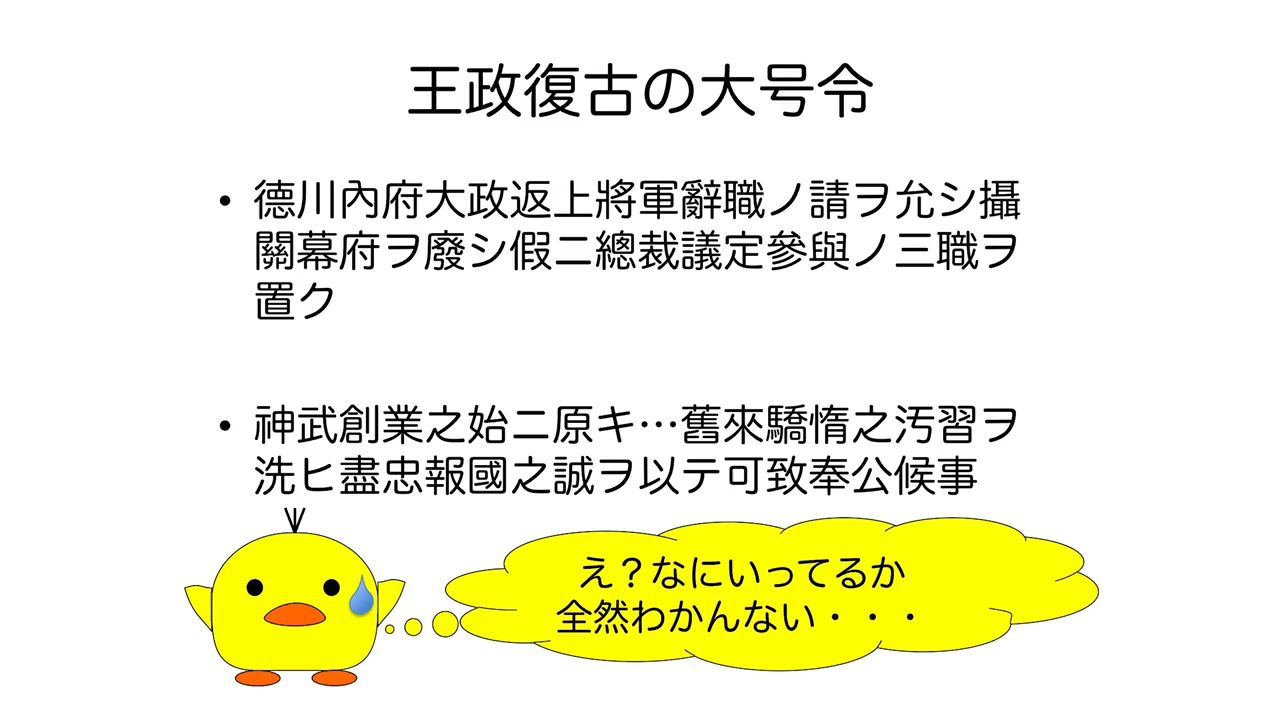 王政復古の大号令
• 德川內府大政返上將軍辭職ノ請ヲ允シ攝
關幕府ヲ廢シ假ニ總裁議定參與ノ三職ヲ
置ク
• 神武創業之始ニ原キ…舊來驕惰之汚習ヲ
洗ヒ盡忠報國之誠ヲ以テ可致奉公候事
え？なにいってるか
全然わかんない・・・